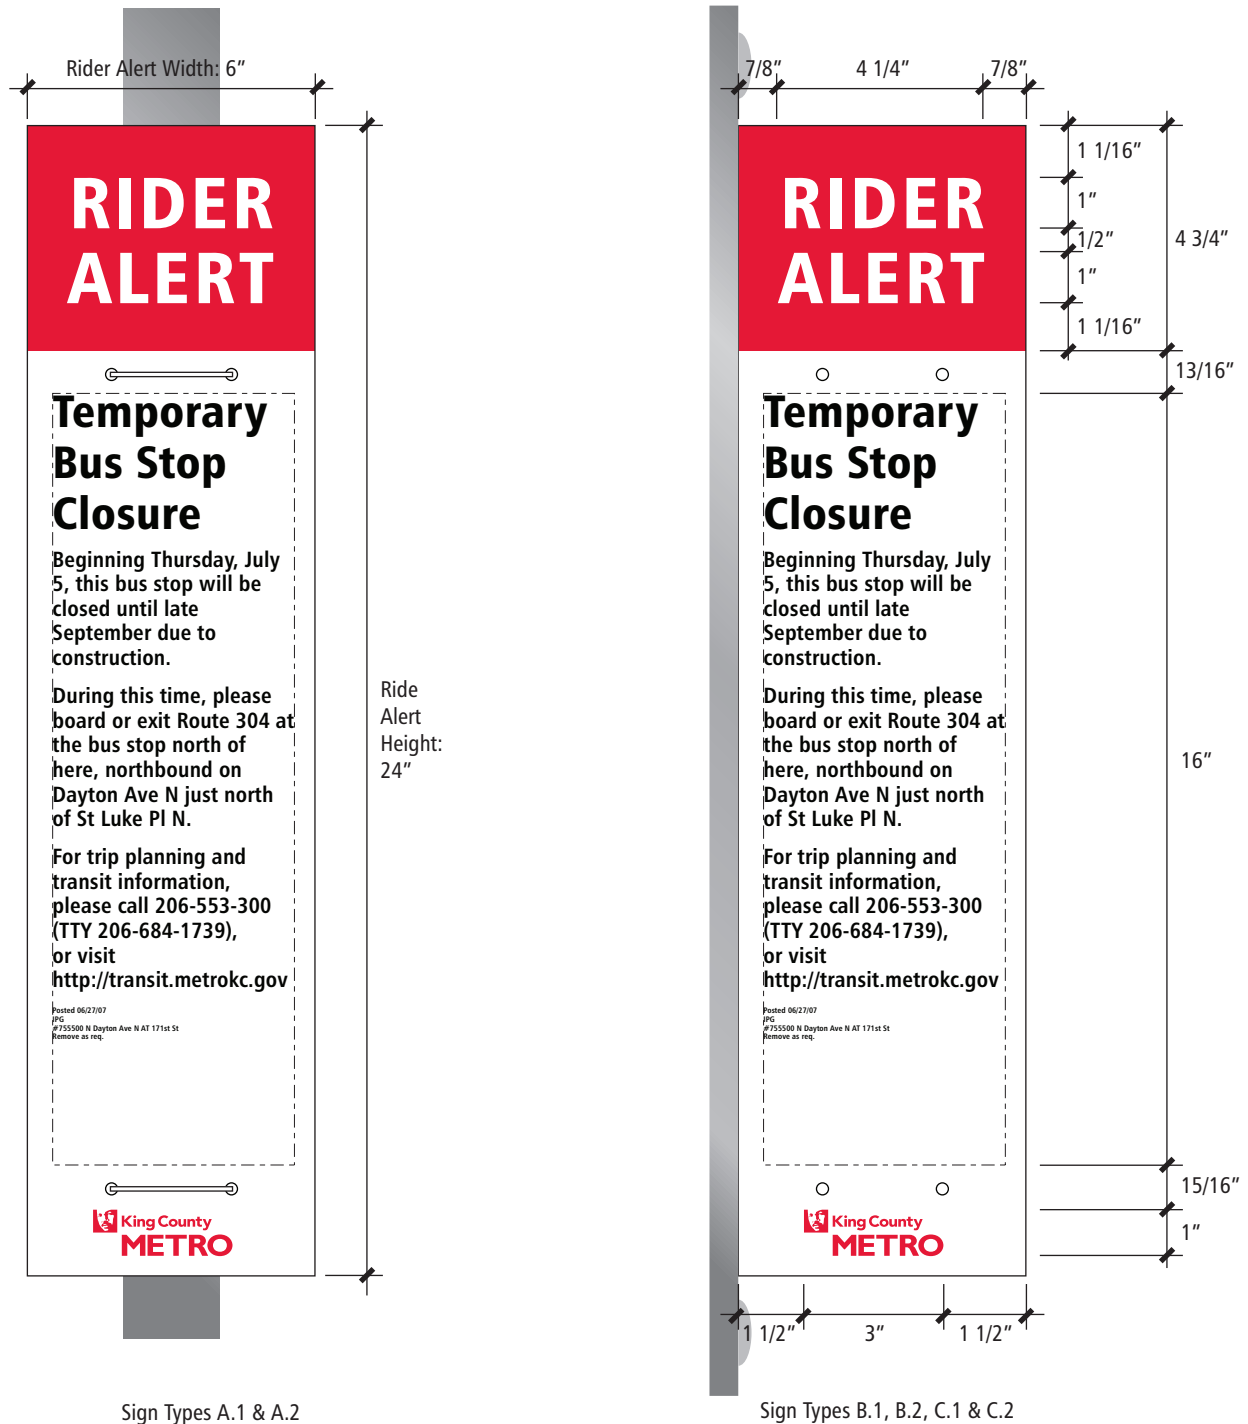 Rider Alert Width: 6”
RIDER
ALERT
Temporary
Bus Stop
Closure
Beginning Thursday, July
5, this bus stop will be
closed until late
September due to
construction.
During this time, please
board or exit Route 304 at
the bus stop north of
here, northbound on
Dayton Ave N just north
of St Luke Pl N.
For trip planning and
transit information,
please call 206-553-300
(TTY 206-684-1739),
or visit
http://transit.metrokc.gov
Posted 06/27/07
JPG
#755500 N Dayton Ave N AT 171st St
Remove as req.
King County
METRO
Ride
Alert
Height:
24”
Sign Types A.1 & A.2
7/8”
4 1/4”
7/8”
RIDER
ALERT
Temporary
Bus Stop
Closure
Beginning Thursday, July
5, this bus stop will be
closed until late
September due to
construction.
During this time, please
board or exit Route 304 at
the bus stop north of
here, northbound on
Dayton Ave N just north
of St Luke Pl N.
For trip planning and
transit information,
please call 206-553-300
(TTY 206-684-1739),
or visit
http://transit.metrokc.gov
Posted 06/27/07
JPG
#755500 N Dayton Ave N AT 171st St
Remove as req.
King County
METRO
1 1/16”
1”
1/2”
1”
1 1/16”
4 3/4”
13/16”
16”
15/16”
1”
1 1/2”
3”
1 1/2”
Sign Types B.1, B.2, C.1 & C.2